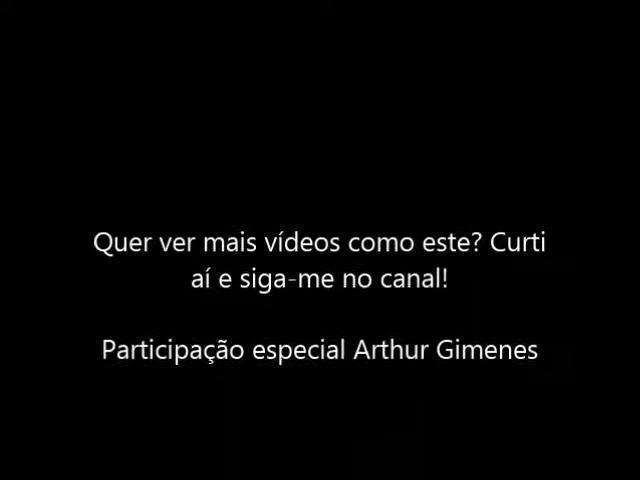 Quer ver mais vídeos como este? Curti
aí e siga-me no canal!
Participação especial Arthur Gimenes